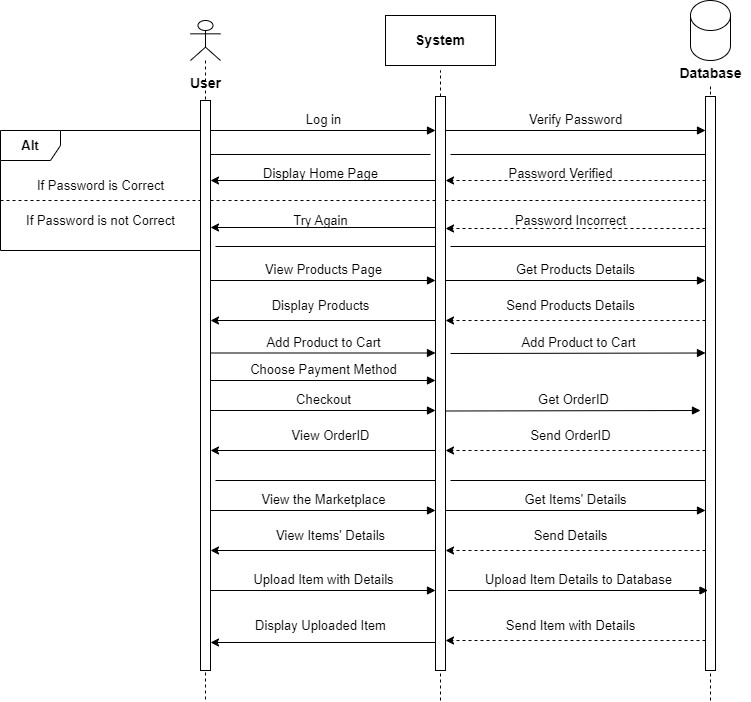 System
User
Database
Log in
Verify Password
Alt
Display Home Page
Password Verified
If Password is Correct
If Password is not Correct
Try Again
Password Incorrect
View Products Page
Get Products Details
Display Products
Send Products Details
Add Product to Cart
Add Product to Cart
Choose Payment Method
Checkout
Get OrderID
View OrderID
Send OrderID
View the Marketplace
Get Items' Details
View Items' Details
Send Details
Upload Item with Details
Upload Item Details to Database
Display Uploaded Item
Send Item with Details